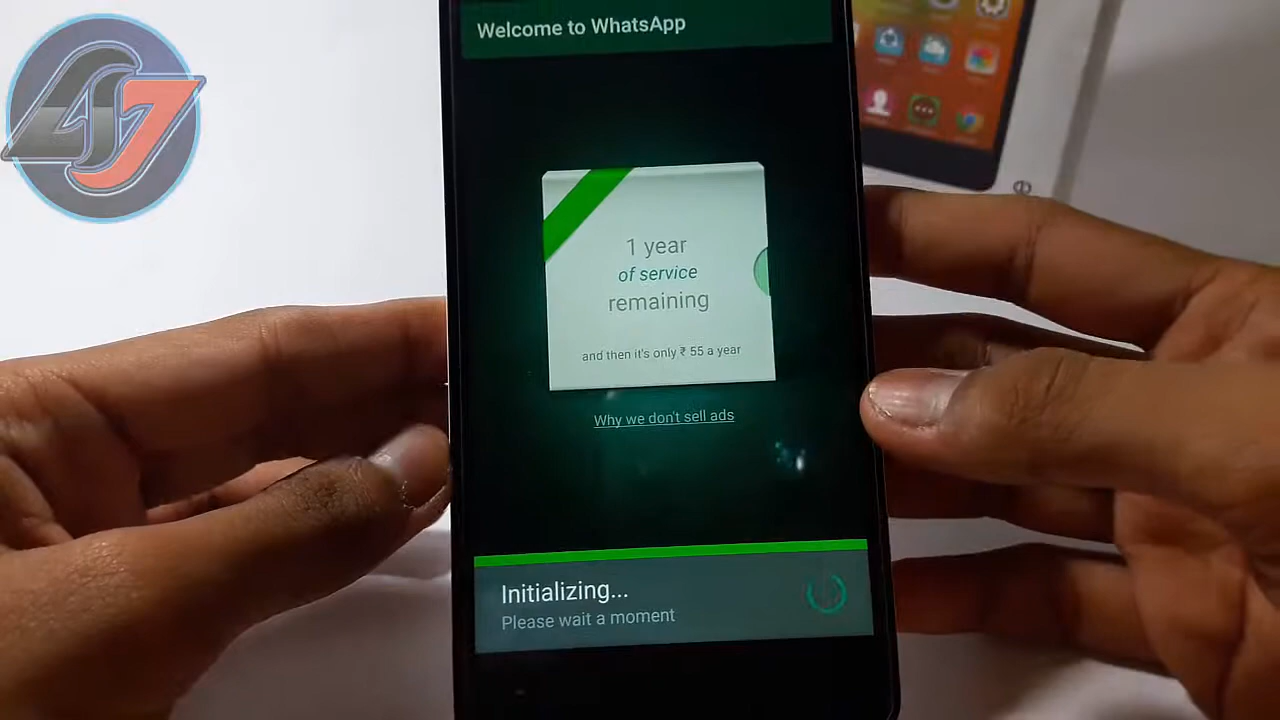 Welcome to WhatsApp
1 year
of service
remaining
and then it's only ₹ 55 a year
Why we don't sell ads
Initializing...
Please wait a moment